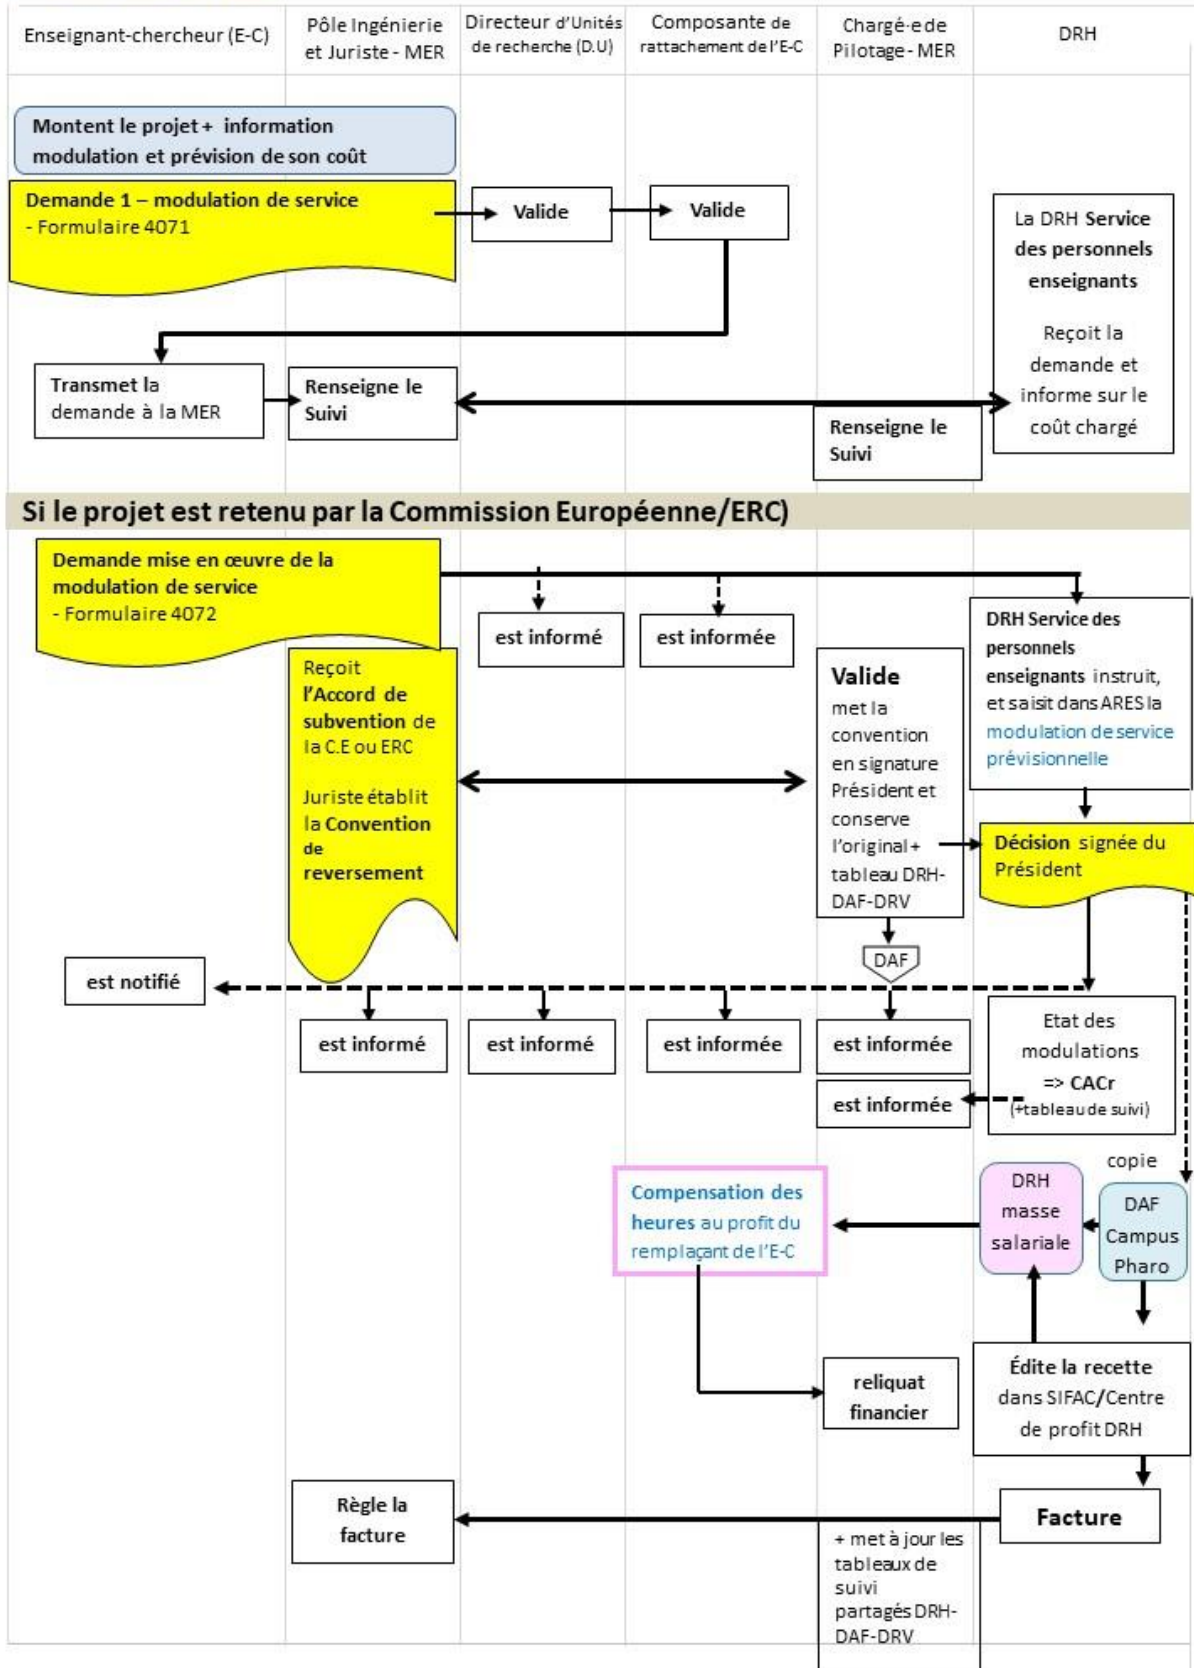 Enseignant-chercheur (E-C)
Pôle Ingénierie
et Juriste - MER
Directeur d'Unités
de recherche (D.U)
Composante de
rattachement de l'E-C
Chargé·e de
Pilotage - MER
DRH
Montent le projet + information
modulation et prévision de son coût
Demande 1 – modulation de service
- Formulaire 4071
Valide
Valide
La DRH Service
des personnels
enseignants
Reçoit la
demande et
informe sur le
coût chargé
Transmet la
demande à la MER
Renseigne le
Suivi
Renseigne le
Suivi
Si le projet est retenu par la Commission Européenne/ERC)
Demande mise en œuvre de la
modulation de service
- Formulaire 4072
est informé
est informée
DRH Service des
personnels
enseignants instruit,
et saisit dans ARES la
modulation de service
prévisionnelle
Reçoit
l'Accord de
subvention de
la C.E ou ERC
Juriste établit
la Convention
de
reversement
Valide
met la
convention
en signature
Président et
conserve
l'original +
tableau DRH-
DAF-DRV
Décision signée du
Président
DAF
est notifié
est informé
est informé
est informée
est informée
Etat des
modulations
=> CACr
(+tableau de suivi)
est informée
copie
Compensation des
heures au profit du
remplaçant de l'E-C
DRH
masse
salariale
DAF
Campus
Pharo
reliquat
financier
Édite la recette
dans SIFAC/Centre
de profit DRH
Règle la
facture
Facture
+ met à jour les
tableaux de
suivi
partagés DRH-
DAF-DRV